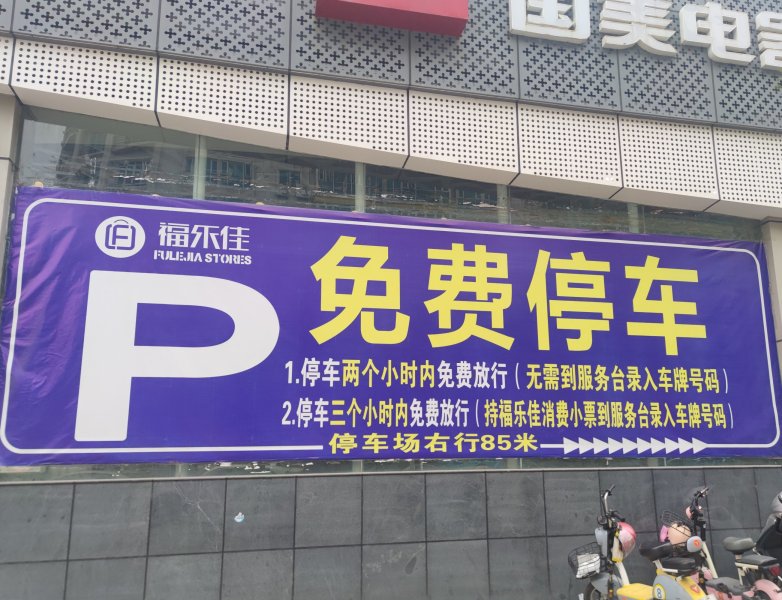 国美电
福乐佳
FULEJIA STORES
P
免费停车
1.停车两个小时内免费放行（无需到服务台录入车牌号码）
2.停车三个小时内免费放行（持福乐佳消费小票到服务台录入车牌号码）
停车场右行85米